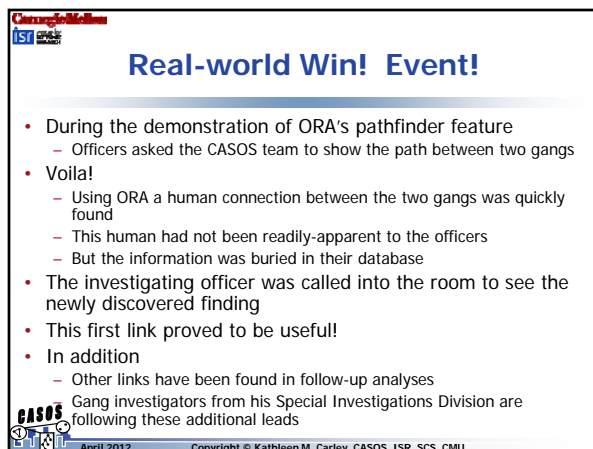 Carnegie Mellon
isr
Real-world Win! Event!
• During the demonstration of ORA's pathfinder feature
– Officers asked the CASOS team to show the path between two gangs
• Voila!
– Using ORA a human connection between the two gangs was quickly
found
– This human had not been readily-apparent to the officers
– But the information was buried in their database
• The investigating officer was called into the room to see the
newly discovered finding
• This first link proved to be useful!
• In addition
– Other links have been found in follow-up analyses
– Gang investigators from his Special Investigations Division are
following these additional leads
CASOS
April 2012 Copyright © Kathleen M. Carley, CASOS, ISR, SCS, CMU